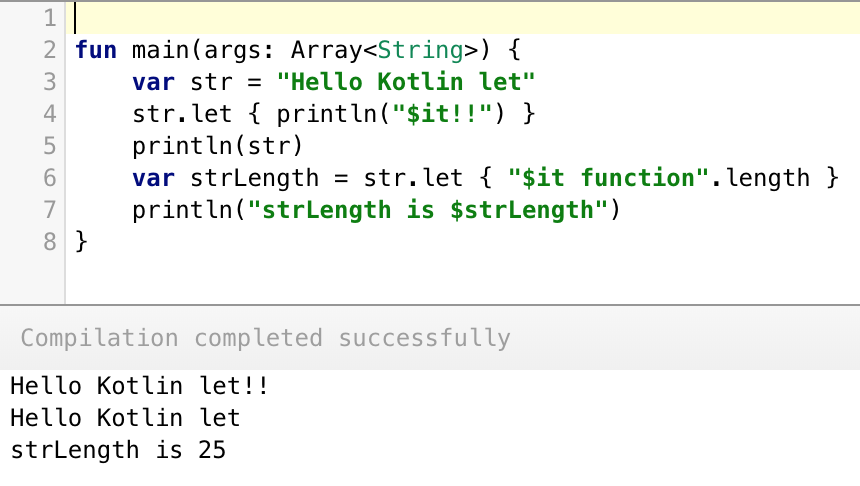 1
2 fun main(args: Array<String>) {
3     var str = "Hello Kotlin let"
4     str.let { println("$it!!") }
5     println(str)
6     var strLength = str.let { "$it function".length }
7     println("strLength is $strLength")
8 }
Compilation completed successfully
Hello Kotlin let!!
Hello Kotlin let
strLength is 25